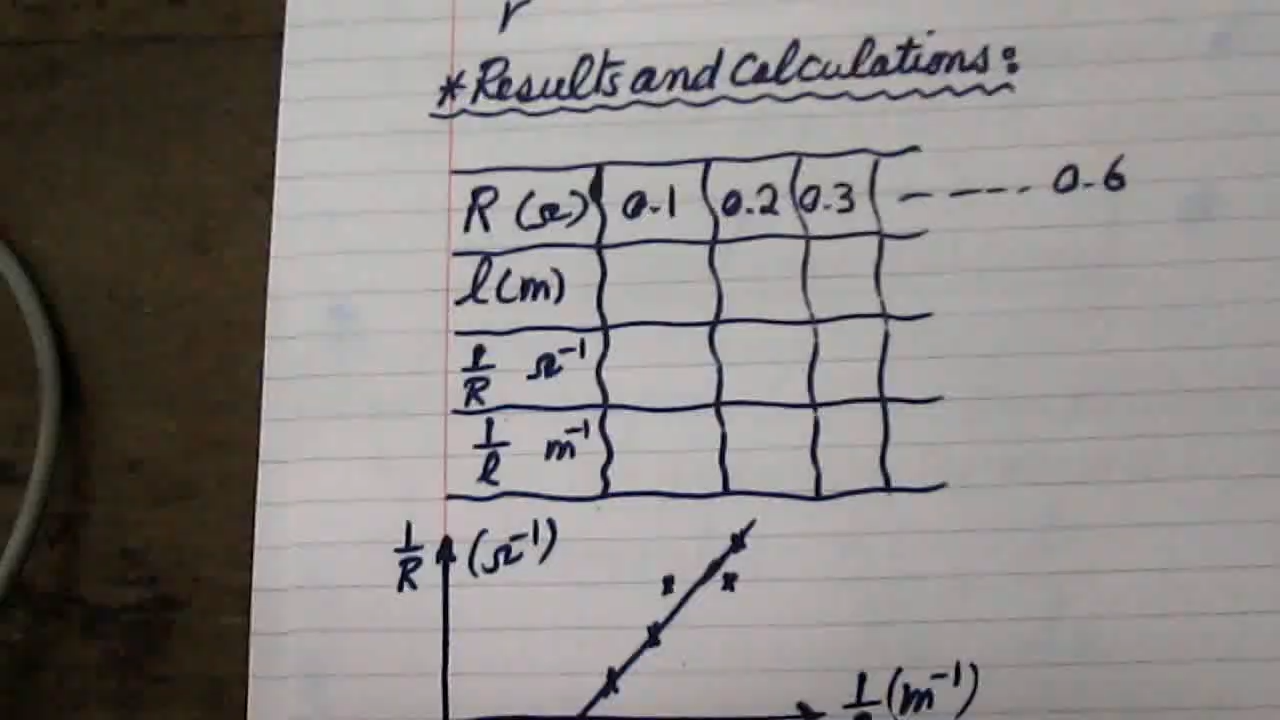 r
*Results and calculations:
R (Ω) 0.1 0.2 0.3 ---- 0.6
l (m)
1/R Ω⁻¹
1/l m⁻¹
1/R (Ω⁻¹)
1/l (m⁻¹)